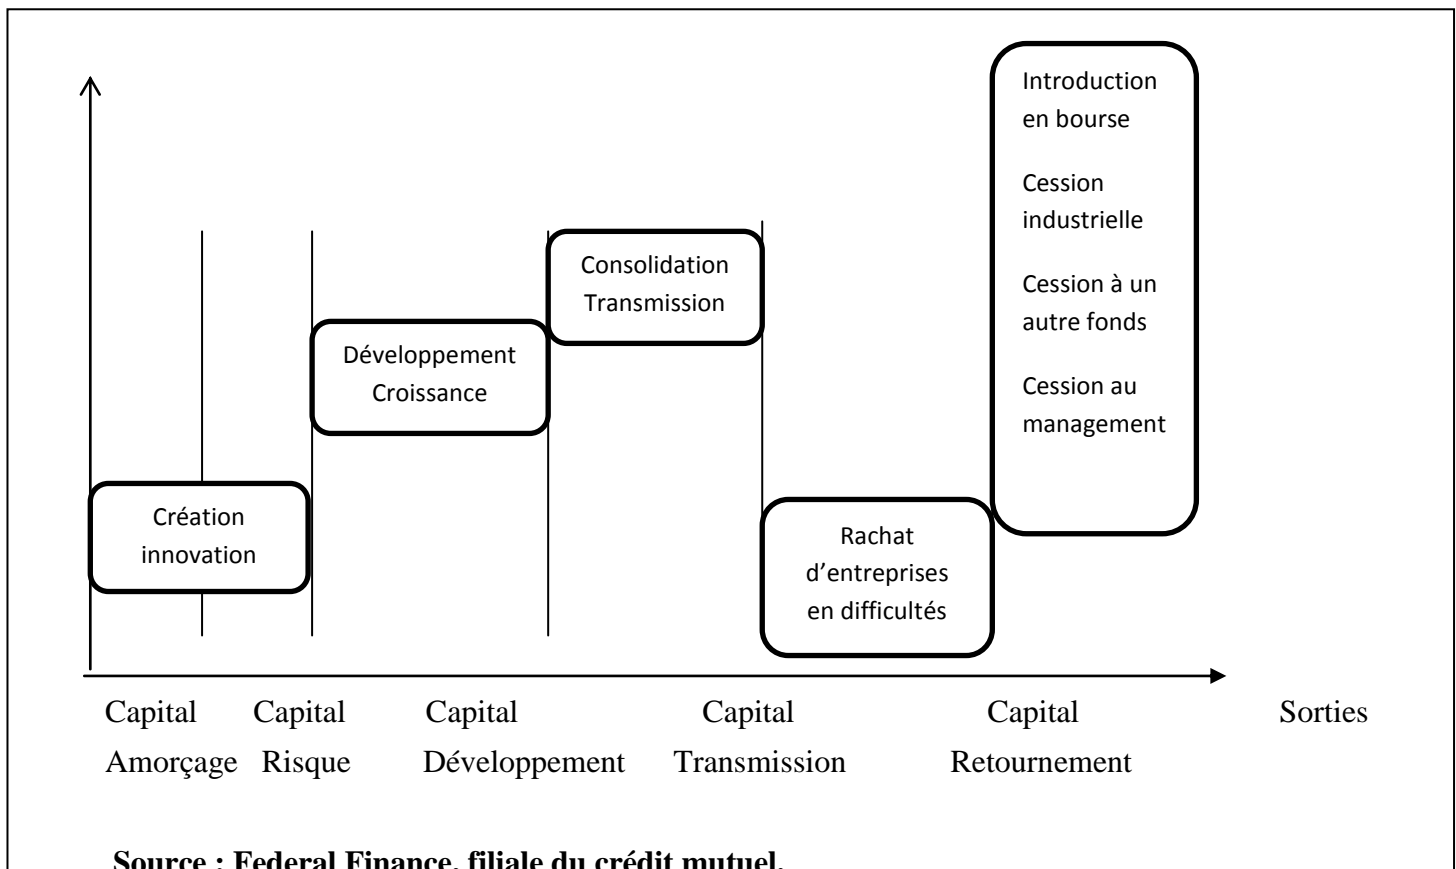 Introduction
en bourse
Cession
industrielle
Cession à un
autre fonds
Cession au
management
Consolidation
Transmission
Développement
Croissance
Création
innovation
Rachat
d’entreprises
en difficultés
Capital Capital Capital Capital Capital Sorties
Amorçage Risque Développement Transmission Retournement
Source : Federal Finance, filiale du crédit mutuel.